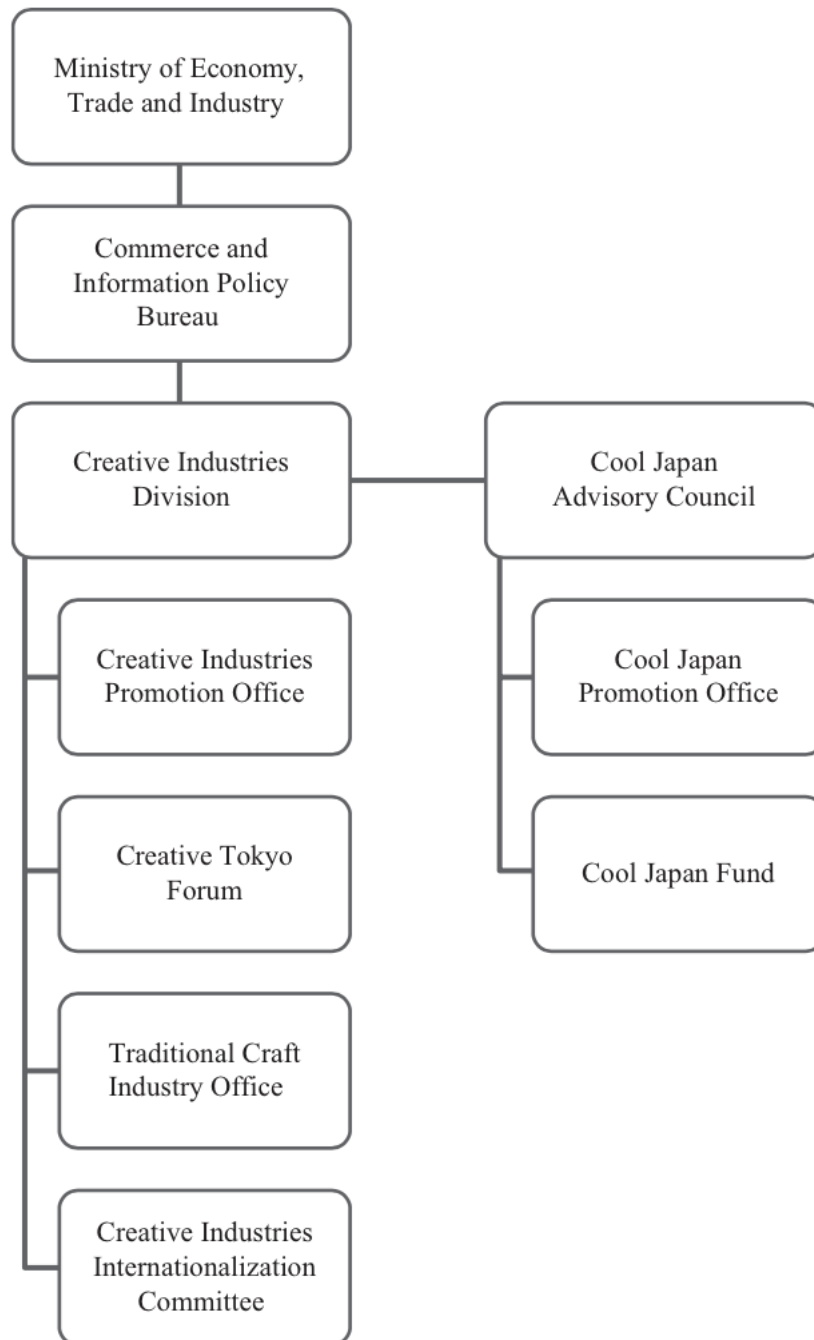 Ministry of Economy,
Trade and Industry
Commerce and
Information Policy
Bureau
Creative Industries
Division
Cool Japan
Advisory Council
Creative Industries
Promotion Office
Cool Japan
Promotion Office
Creative Tokyo
Forum
Cool Japan Fund
Traditional Craft
Industry Office
Creative Industries
Internationalization
Committee